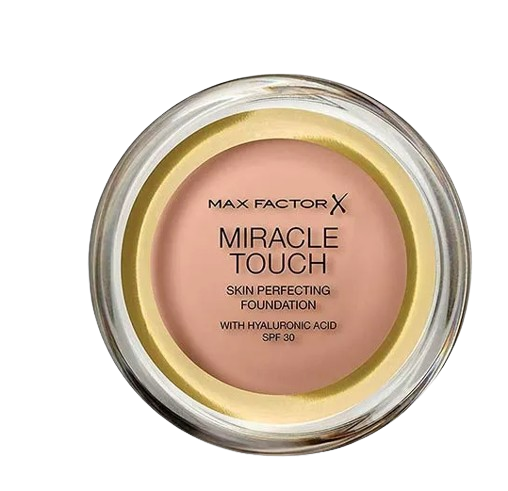 MAX FACTOR X
MIRACLE
TOUCH
SKIN PERFECTING
FOUNDATION
WITH HYALURONIC ACID
SPF 30